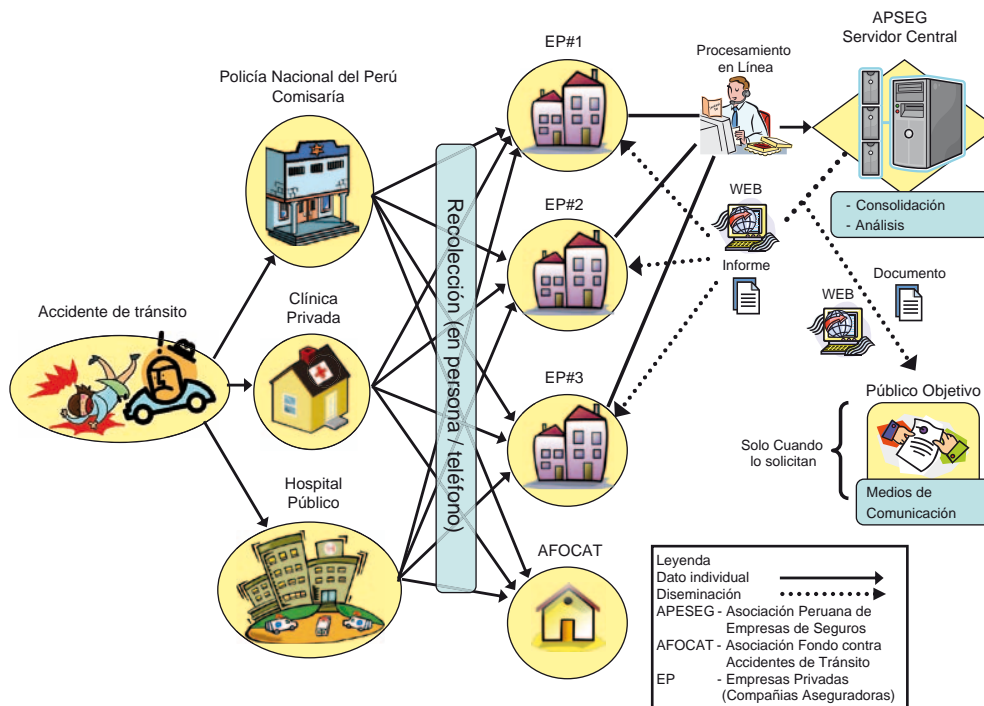 APSEG
Servidor Central
EP#1
Procesamiento
en Línea
Policía Nacional del Perú
Comisaría
EP#2
WEB
- Consolidación
- Análisis
Informe
Documento
WEB
Accidente de tránsito
Clínica
Privada
Recolección (en persona / teléfono)
EP#3
Público Objetivo
Solo Cuando
lo solicitan
Medios de
Comunicación
Hospital
Público
AFOCAT
Leyenda
Dato individual
Diseminación
APESEG - Asociación Peruana de
Empresas de Seguros
AFOCAT - Asociación Fondo contra
Accidentes de Tránsito
EP - Empresas Privadas
(Compañias Aseguradoras)